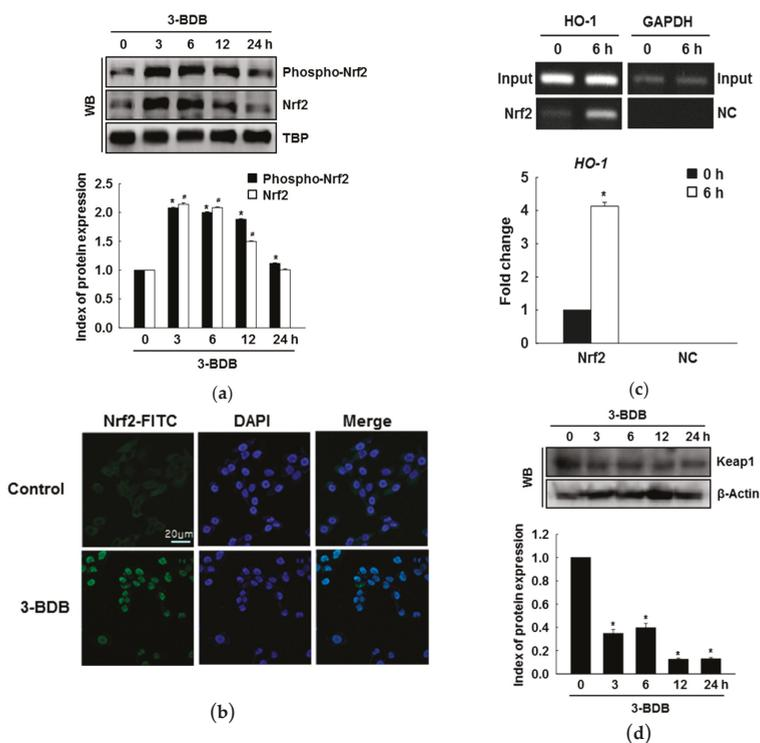 3-BDB
0 3 6 12 24 h
WB
Phospho-Nrf2
Nrf2
TBP
Phospho-Nrf2
Nrf2
Index of protein expression
2.5
2.0
1.5
1.0
0.5
0.0
* # * # * # *
0 3 6 12 24 h
3-BDB
(a)
Nrf2-FITC DAPI Merge
Control
20μm
3-BDB
(b)
HO-1 GAPDH
0 6 h 0 6 h
Input Input
Nrf2 NC
HO-1
0 h
6 h
Fold change
5
4
3
2
1
0
*
Nrf2 NC
(c)
3-BDB
0 3 6 12 24 h
WB
Keap1
β-Actin
Index of protein expression
1.2
1.0
0.8
0.6
0.4
0.2
0.0
* * * *
0 3 6 12 24 h
3-BDB
(d)